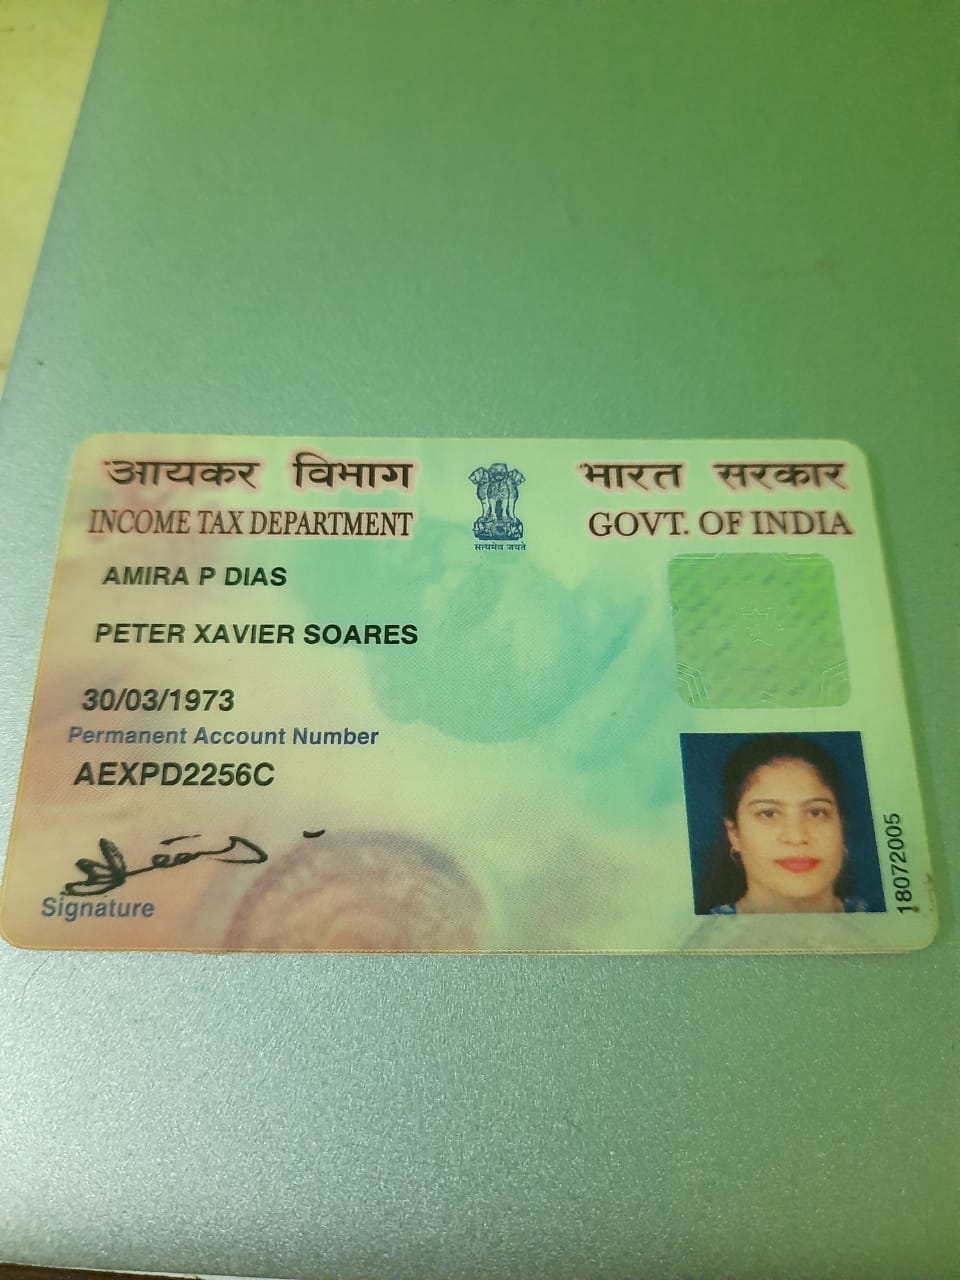 आयकर विभाग
INCOME TAX DEPARTMENT
सत्यमेव जयते
भारत सरकार
GOVT. OF INDIA
AMIRA P DIAS
PETER XAVIER SOARES
30/03/1973
Permanent Account Number
AEXPD2256C
Signature
18072005